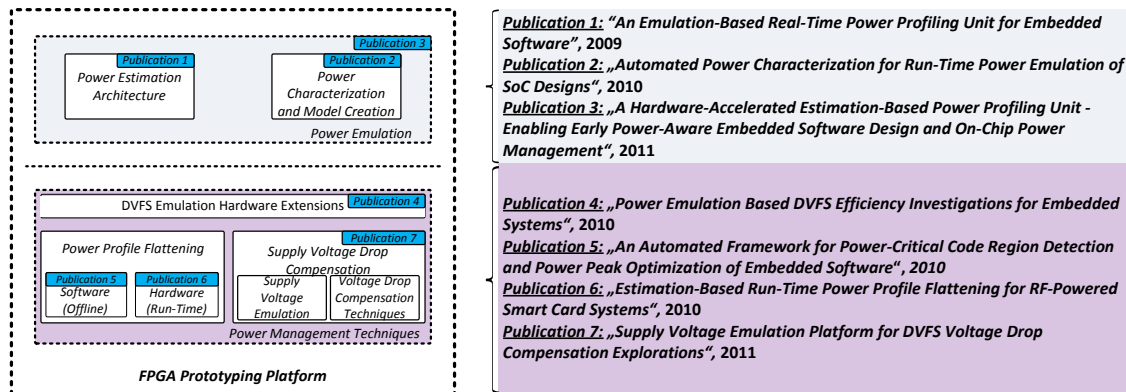 Publication 3
Publication 1
Power Estimation
Architecture
Publication 2
Power
Characterization
and Model Creation
Power Emulation
DVFS Emulation Hardware Extensions
Publication 4
Power Profile Flattening
Publication 5
Software
(Offline)
Publication 6
Hardware
(Run-Time)
Publication 7
Supply Voltage Drop
Compensation
Supply
Voltage
Emulation
Voltage Drop
Compensation
Techniques
Power Management Techniques
FPGA Prototyping Platform
Publication 1: “An Emulation-Based Real-Time Power Profiling Unit for Embedded
Software”, 2009
Publication 2: „Automated Power Characterization for Run-Time Power Emulation of
SoC Designs“, 2010
Publication 3: „A Hardware-Accelerated Estimation-Based Power Profiling Unit -
Enabling Early Power-Aware Embedded Software Design and On-Chip Power
Management“, 2011
Publication 4: „Power Emulation Based DVFS Efficiency Investigations for Embedded
Systems“, 2010
Publication 5: „An Automated Framework for Power-Critical Code Region Detection
and Power Peak Optimization of Embedded Software“, 2010
Publication 6: „Estimation-Based Run-Time Power Profile Flattening for RF-Powered
Smart Card Systems“, 2010
Publication 7: „Supply Voltage Emulation Platform for DVFS Voltage Drop
Compensation Explorations“, 2011